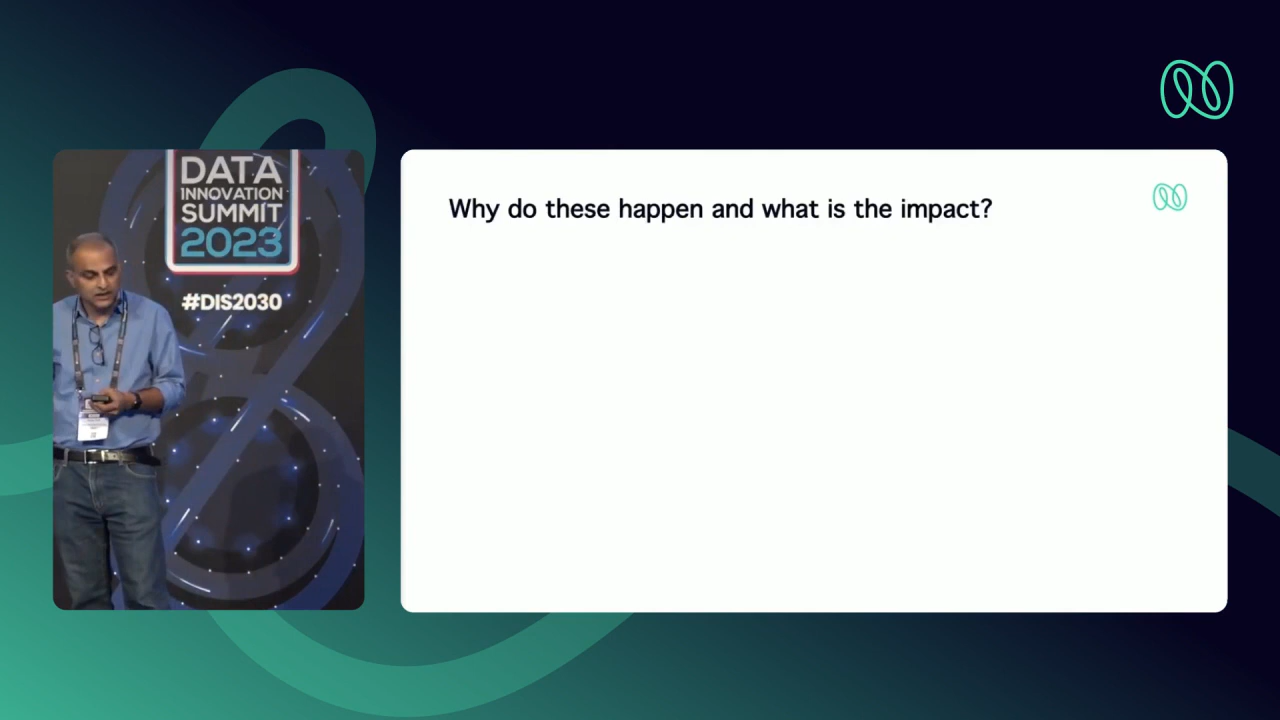 DATA
INNOVATION
SUMMIT
2023
#DIS2030
Why do these happen and what is the impact?